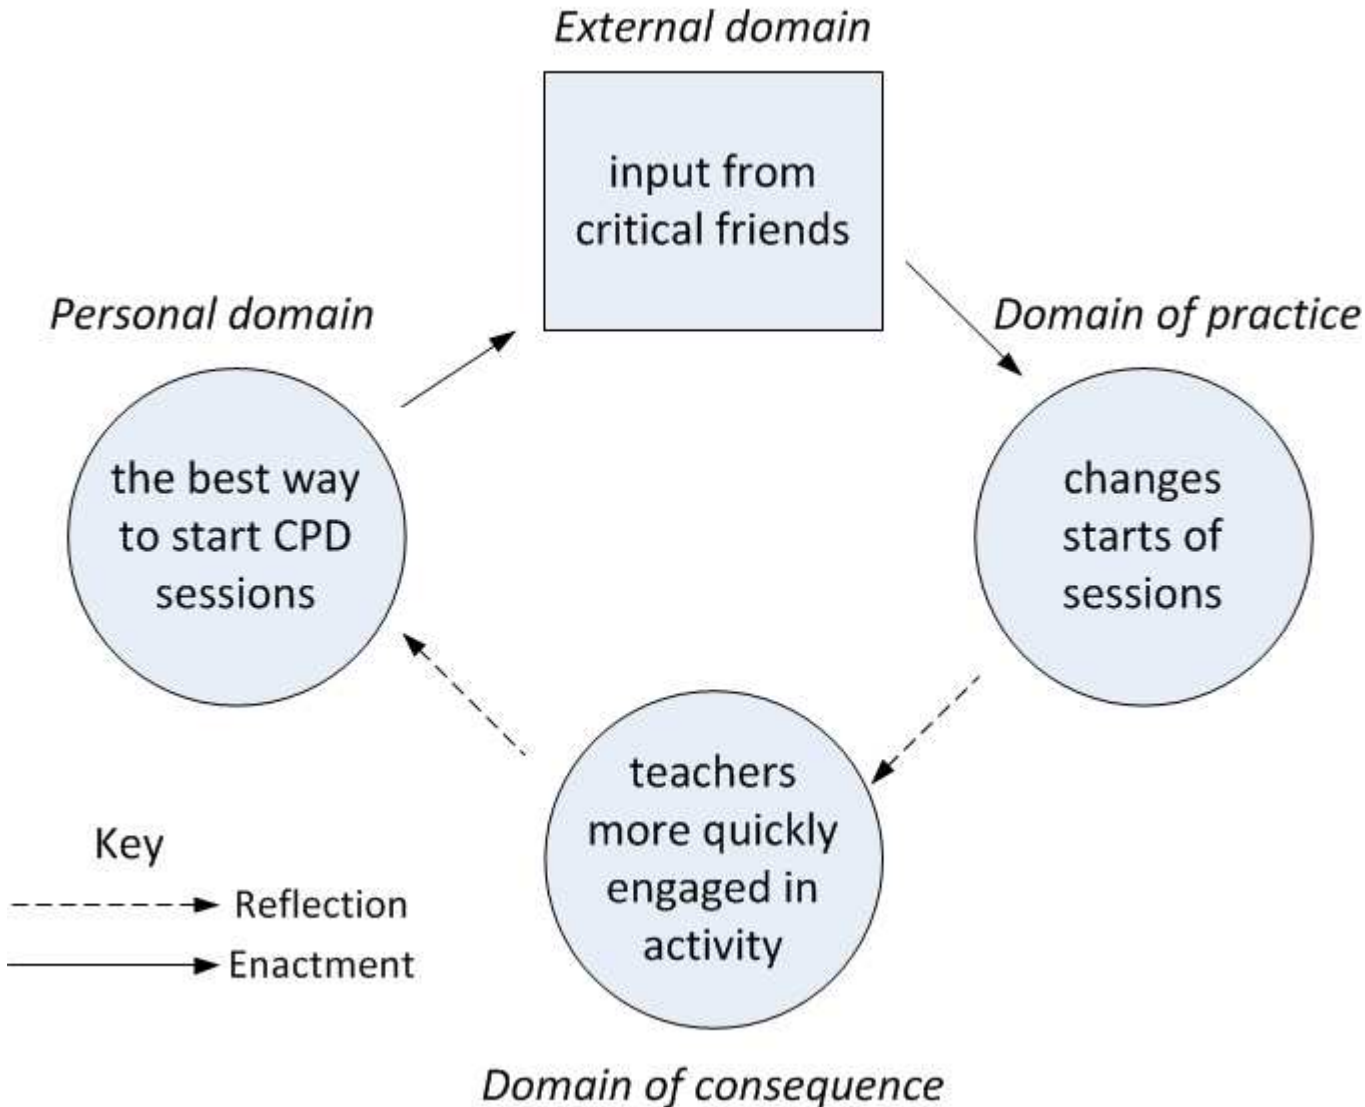 External domain
input from
critical friends
Personal domain
Domain of practice
the best way
to start CPD
sessions
changes
starts of
sessions
teachers
more quickly
engaged in
activity
Key
Reflection
Enactment
Domain of consequence